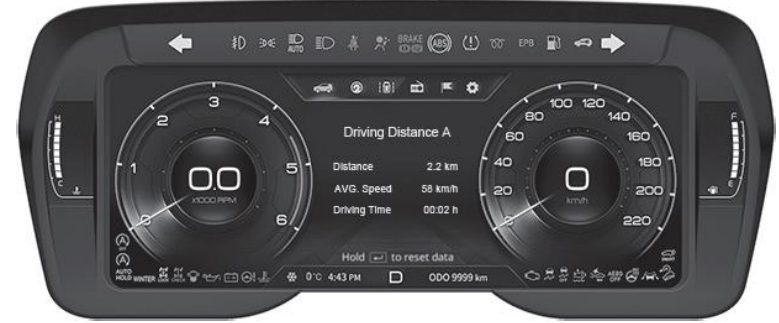 AUTO
BRAKE
(ABS)
EPB
Driving Distance A
Distance 2.2 km
AVG. Speed 58 km/h
Driving Time 00:02 h
Hold to reset data
0.0
x1000 RPM
0 1 2 3 4 5 6
0
km/h
0 20 40 60 80 100 120 140 160 180 200 220
H
C
F
E
AUTO
HOLD
WINTER
0°C 4:43 PM D ODO 9999 km
AEBS
OFF